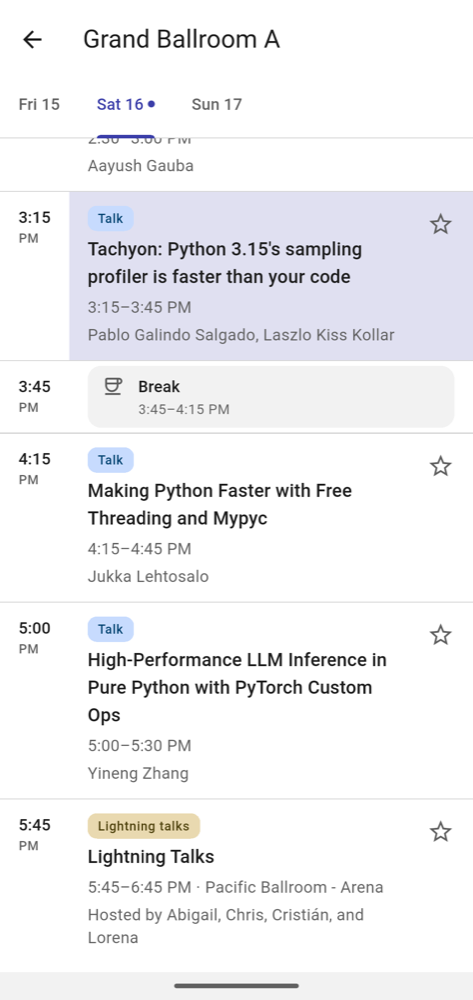 Grand Ballroom A
Fri 15
Sat 16
Sun 17
2:30–3:00 PM
Aayush Gauba
3:15
PM
Talk
Tachyon: Python 3.15's sampling
profiler is faster than your code
3:15–3:45 PM
Pablo Galindo Salgado, Laszlo Kiss Kollar
3:45
PM
Break
3:45–4:15 PM
4:15
PM
Talk
Making Python Faster with Free
Threading and Mypyc
4:15–4:45 PM
Jukka Lehtosalo
5:00
PM
Talk
High-Performance LLM Inference in
Pure Python with PyTorch Custom
Ops
5:00–5:30 PM
Yineng Zhang
5:45
PM
Lightning talks
Lightning Talks
5:45–6:45 PM · Pacific Ballroom - Arena
Hosted by Abigail, Chris, Cristián, and
Lorena